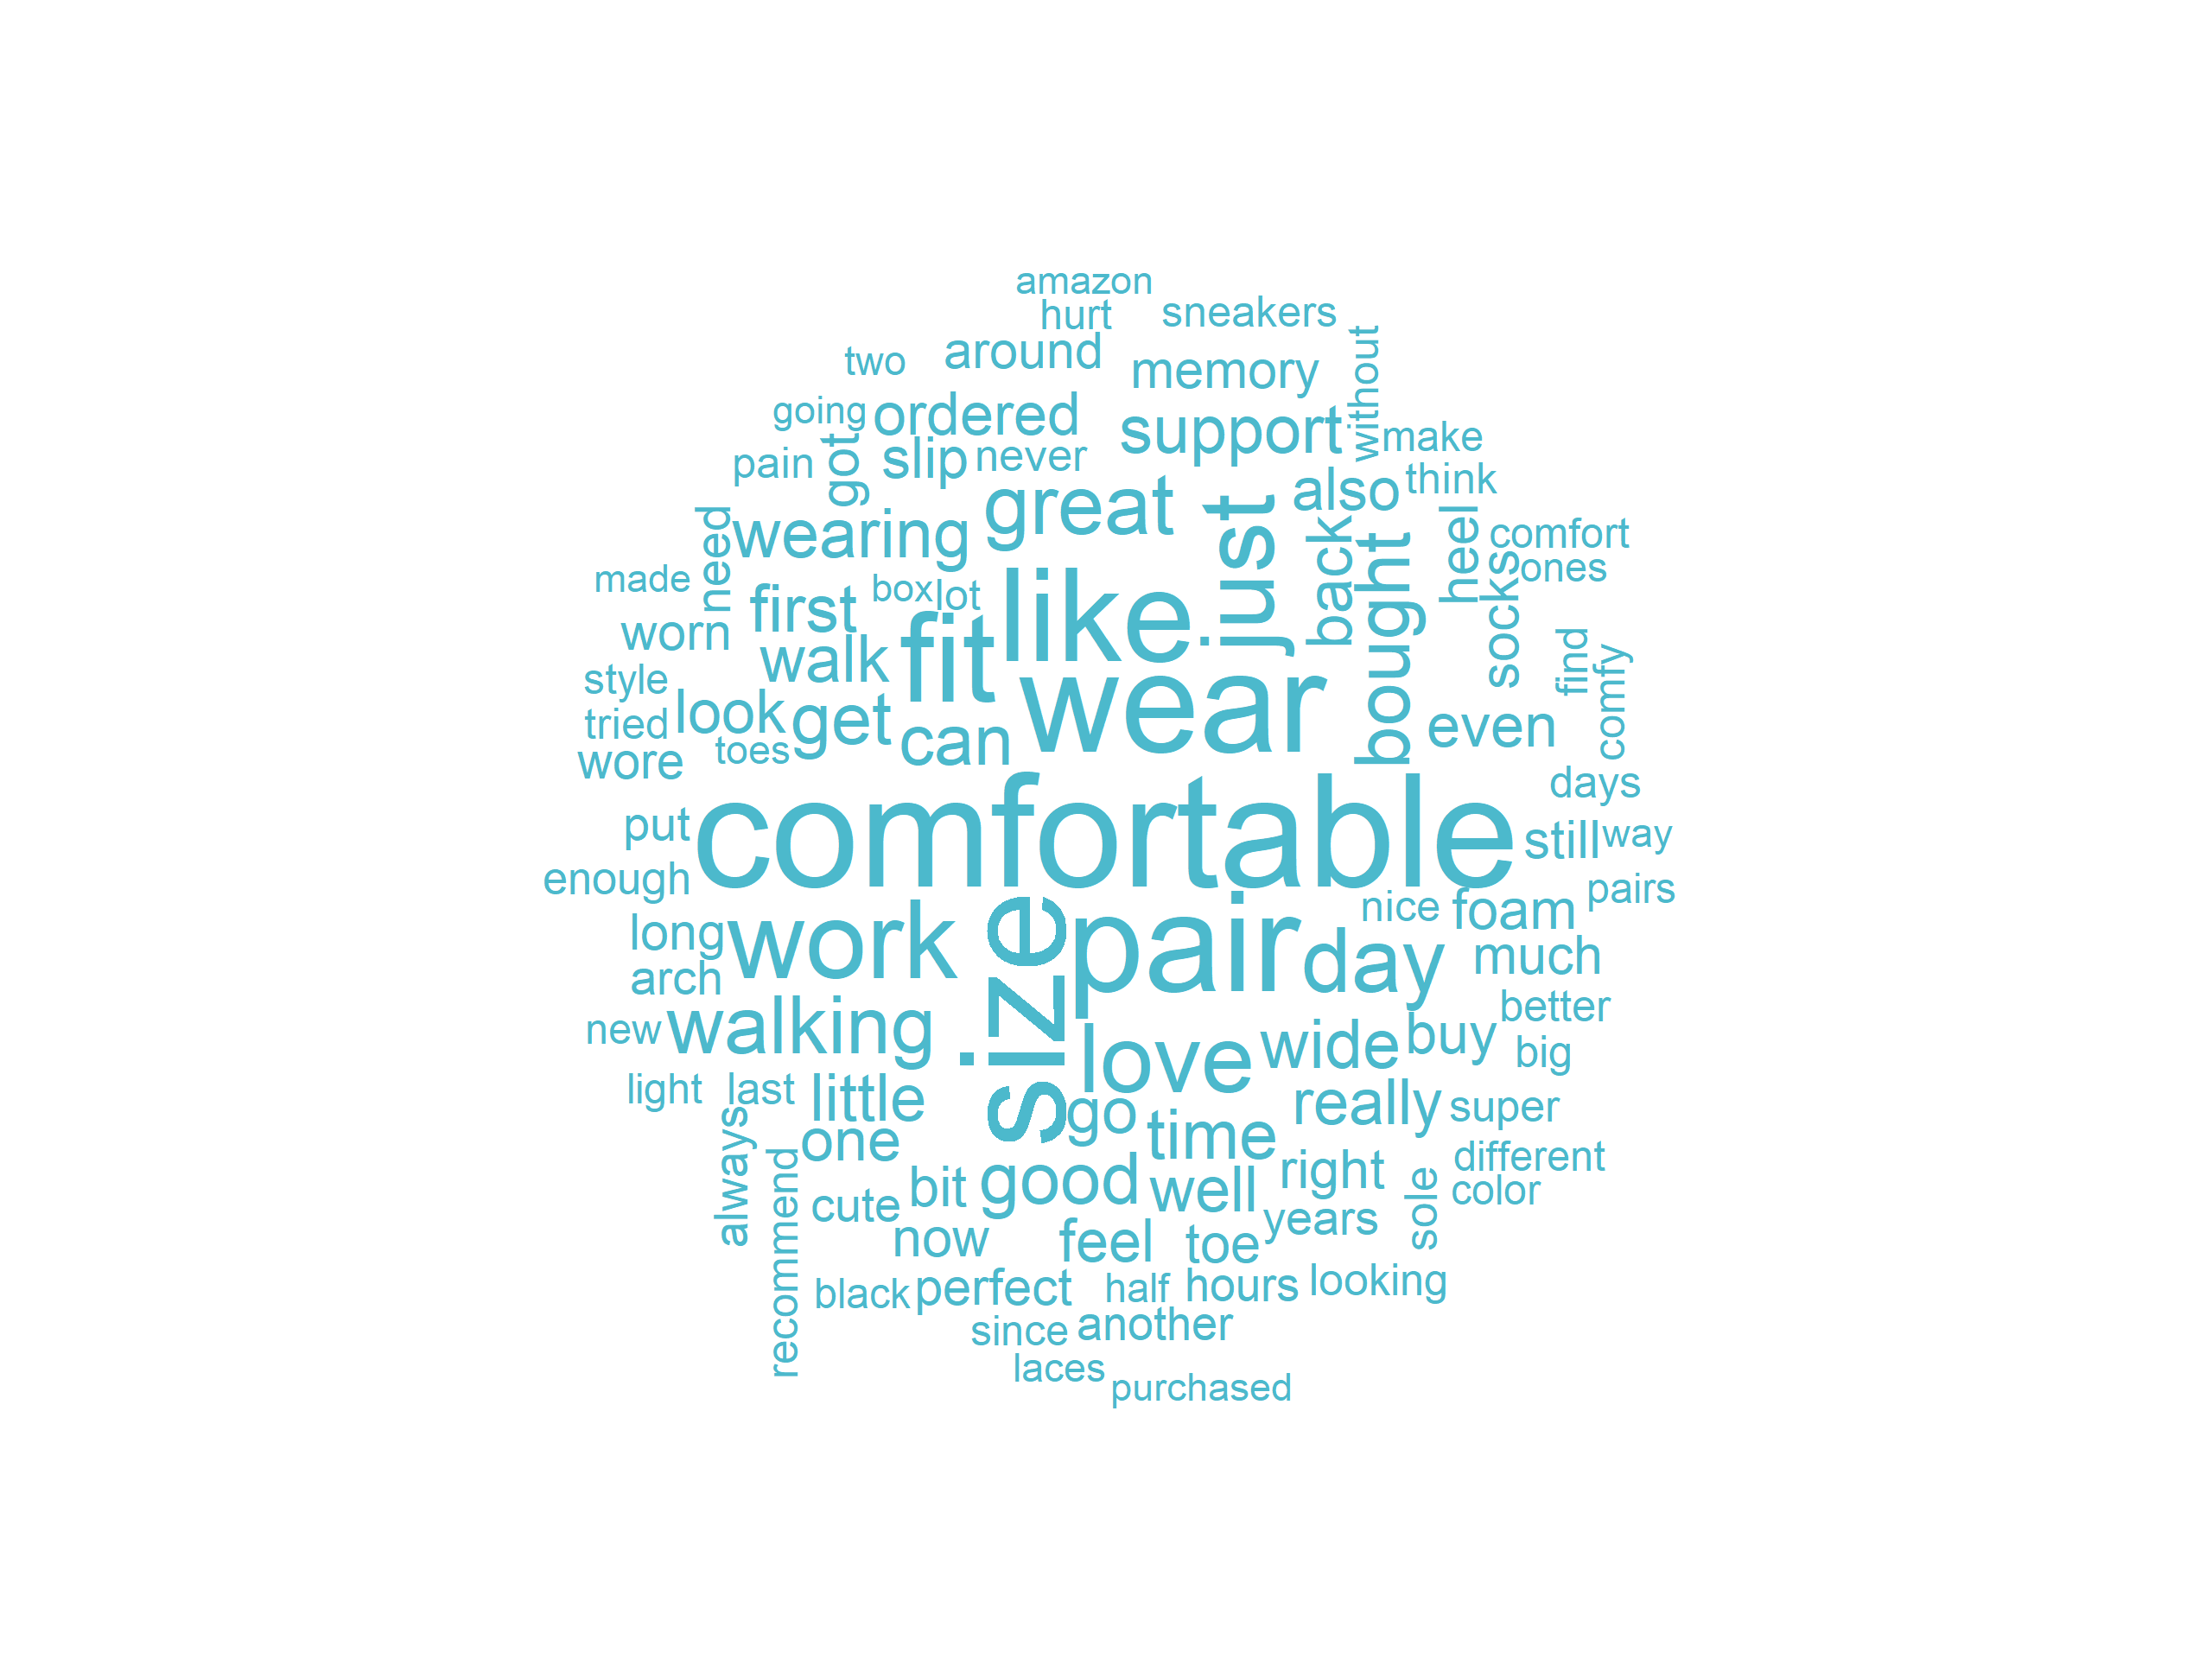 amazon
hurt
sneakers
two
around
memory
without
going
ordered
support
make
pain
got
slip
never
also
think
need
wearing
great
just
back
bought
heel
socks
comfort
ones
made
first
box
lot
like
worn
walk
fit
wear
find
comfy
style
tried
look
get
can
even
wore
toes
days
put
comfortable
still
way
enough
nice
foam
pairs
long
work
size
pair
day
much
arch
new
walking
love
wide
buy
better
big
light
last
little
go
time
really
super
always
one
recommend
cute
bit
good
well
right
years
sole
different
color
now
feel
toe
black
perfect
half
hours
looking
since
another
laces
purchased